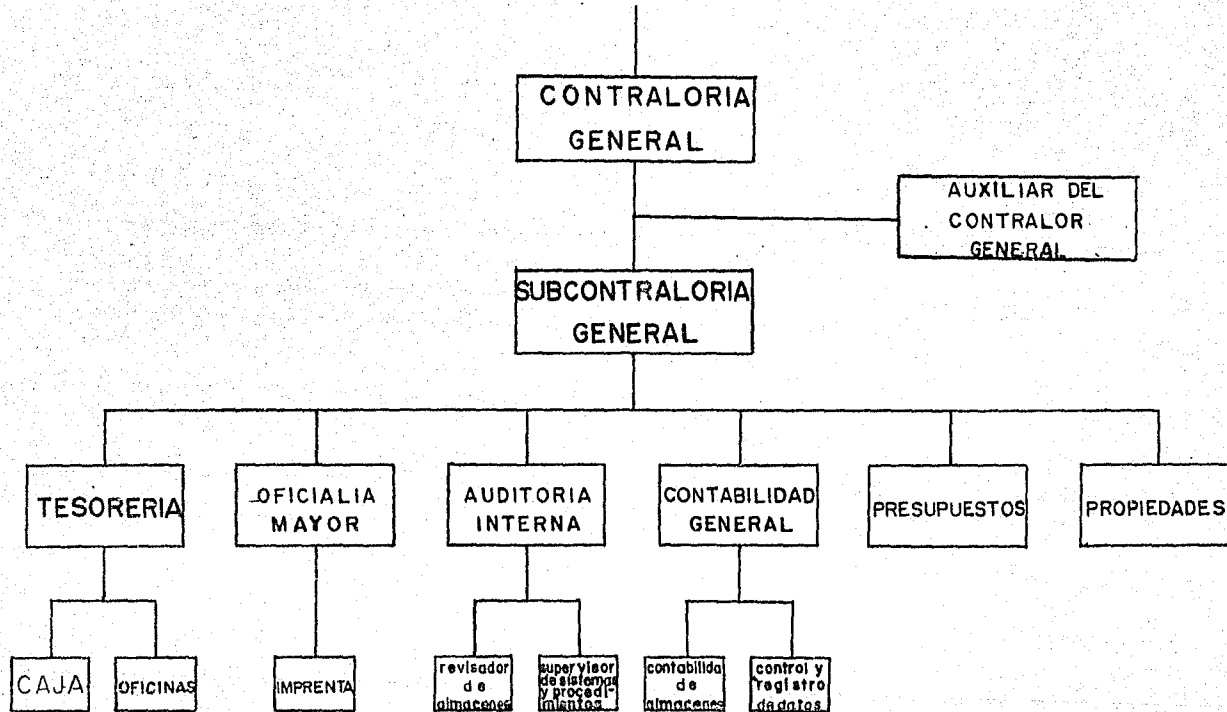 CONTRALORIA
GENERAL
AUXILIAR DEL
CONTRALOR
GENERAL
SUBCONTRALORIA
GENERAL
TESORERIA
OFICIALIA
MAYOR
AUDITORIA
INTERNA
CONTABILIDAD
GENERAL
PRESUPUESTOS
PROPIEDADES
CAJA
OFICINAS
IMPRENTA
revisador
de
almacenes
supervisor
de sistemas
y procedi-
mientos
contabilida
de
almacenes
control y
registro
de datos